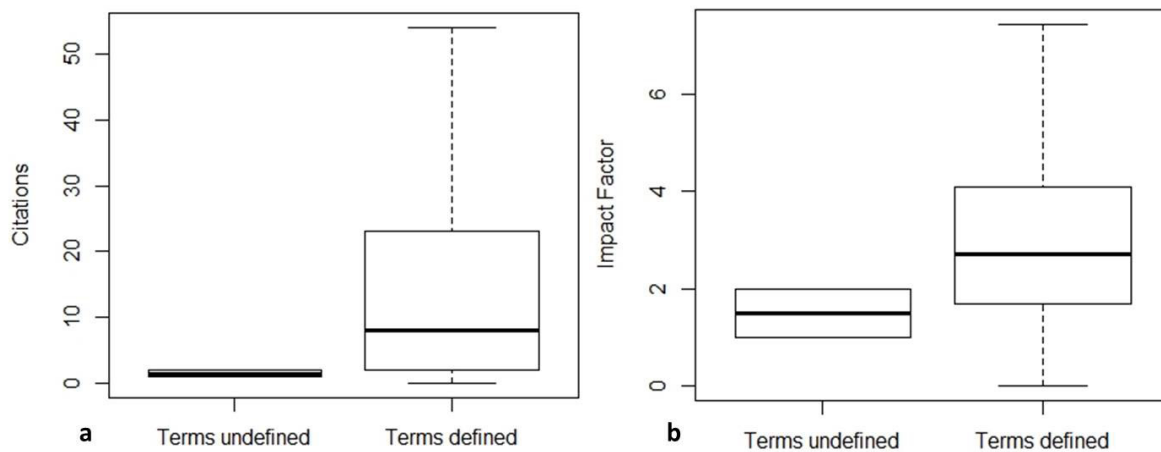 Citations
50
40
30
20
10
0
a
Terms undefined
Terms defined
Impact Factor
6
4
2
0
b
Terms undefined
Terms defined